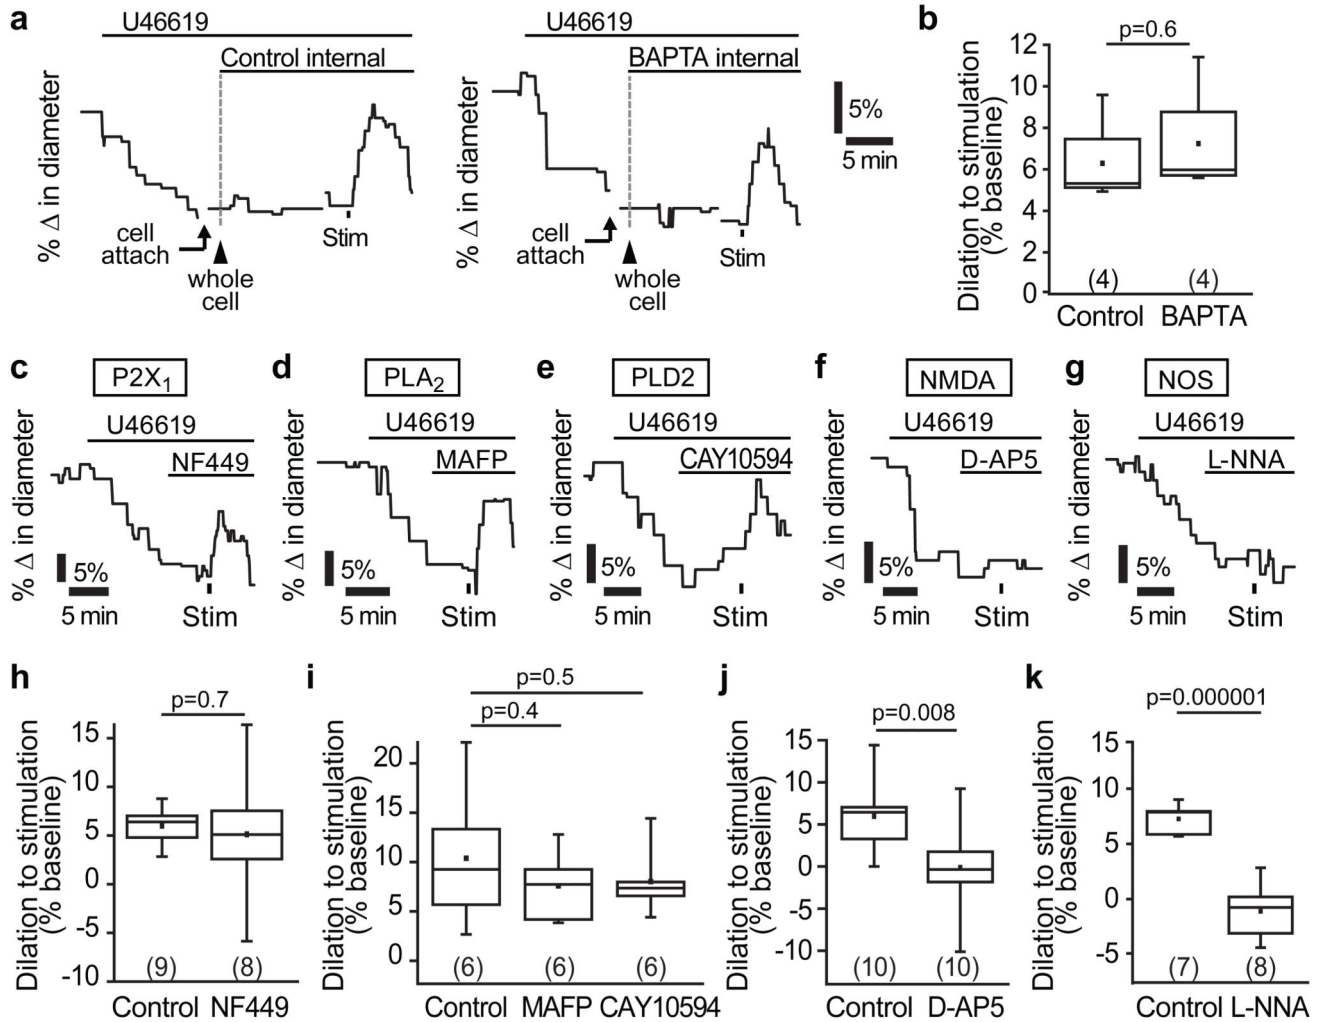 a
U46619
Control internal
% Δ in diameter
cell
attach
whole
cell
Stim
U46619
BAPTA internal
% Δ in diameter
cell
attach
whole
cell
Stim
5%
5 min
b
p=0.6
Dilation to stimulation
(% baseline)
12
10
8
6
4
2
0
(4)
(4)
Control
BAPTA
c
P2X₁
U46619
NF449
% Δ in diameter
5%
5 min
Stim
d
PLA₂
U46619
MAFP
% Δ in diameter
5%
5 min
Stim
e
PLD2
U46619
CAY10594
% Δ in diameter
5%
5 min
Stim
f
NMDA
U46619
D-AP5
% Δ in diameter
5%
5 min
Stim
g
NOS
U46619
L-NNA
% Δ in diameter
5%
5 min
Stim
h
p=0.7
Dilation to stimulation
(% baseline)
15
10
5
0
-5
-10
(9)
(8)
Control
NF449
i
p=0.5
p=0.4
Dilation to stimulation
(% baseline)
20
15
10
5
0
(6)
(6)
(6)
Control
MAFP
CAY10594
j
p=0.008
Dilation to stimulation
(% baseline)
15
10
5
0
-5
-10
(10)
(10)
Control
D-AP5
k
p=0.000001
Dilation to stimulation
(% baseline)
15
10
5
0
-5
(7)
(8)
Control
L-NNA